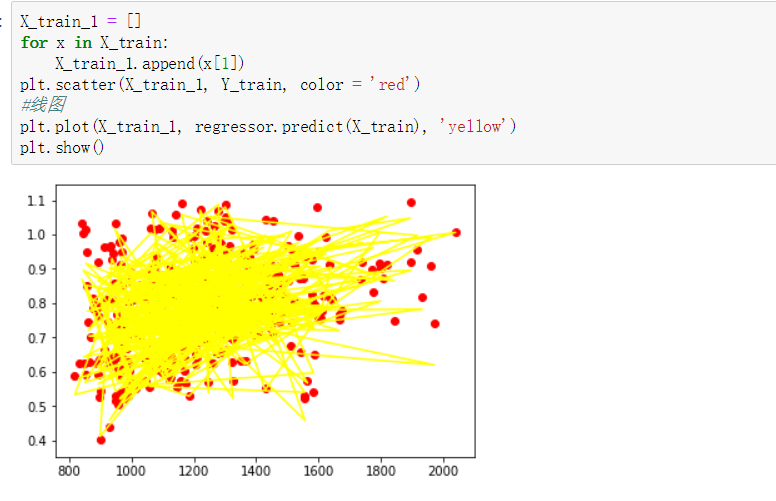 :
X_train_1 = []
for x in X_train:
    X_train_1.append(x[1])
plt.scatter(X_train_1, Y_train, color = 'red')
#线图
plt.plot(X_train_1, regressor.predict(X_train), 'yellow')
plt.show()
1.1
1.0
0.9
0.8
0.7
0.6
0.5
0.4
800 1000 1200 1400 1600 1800 2000